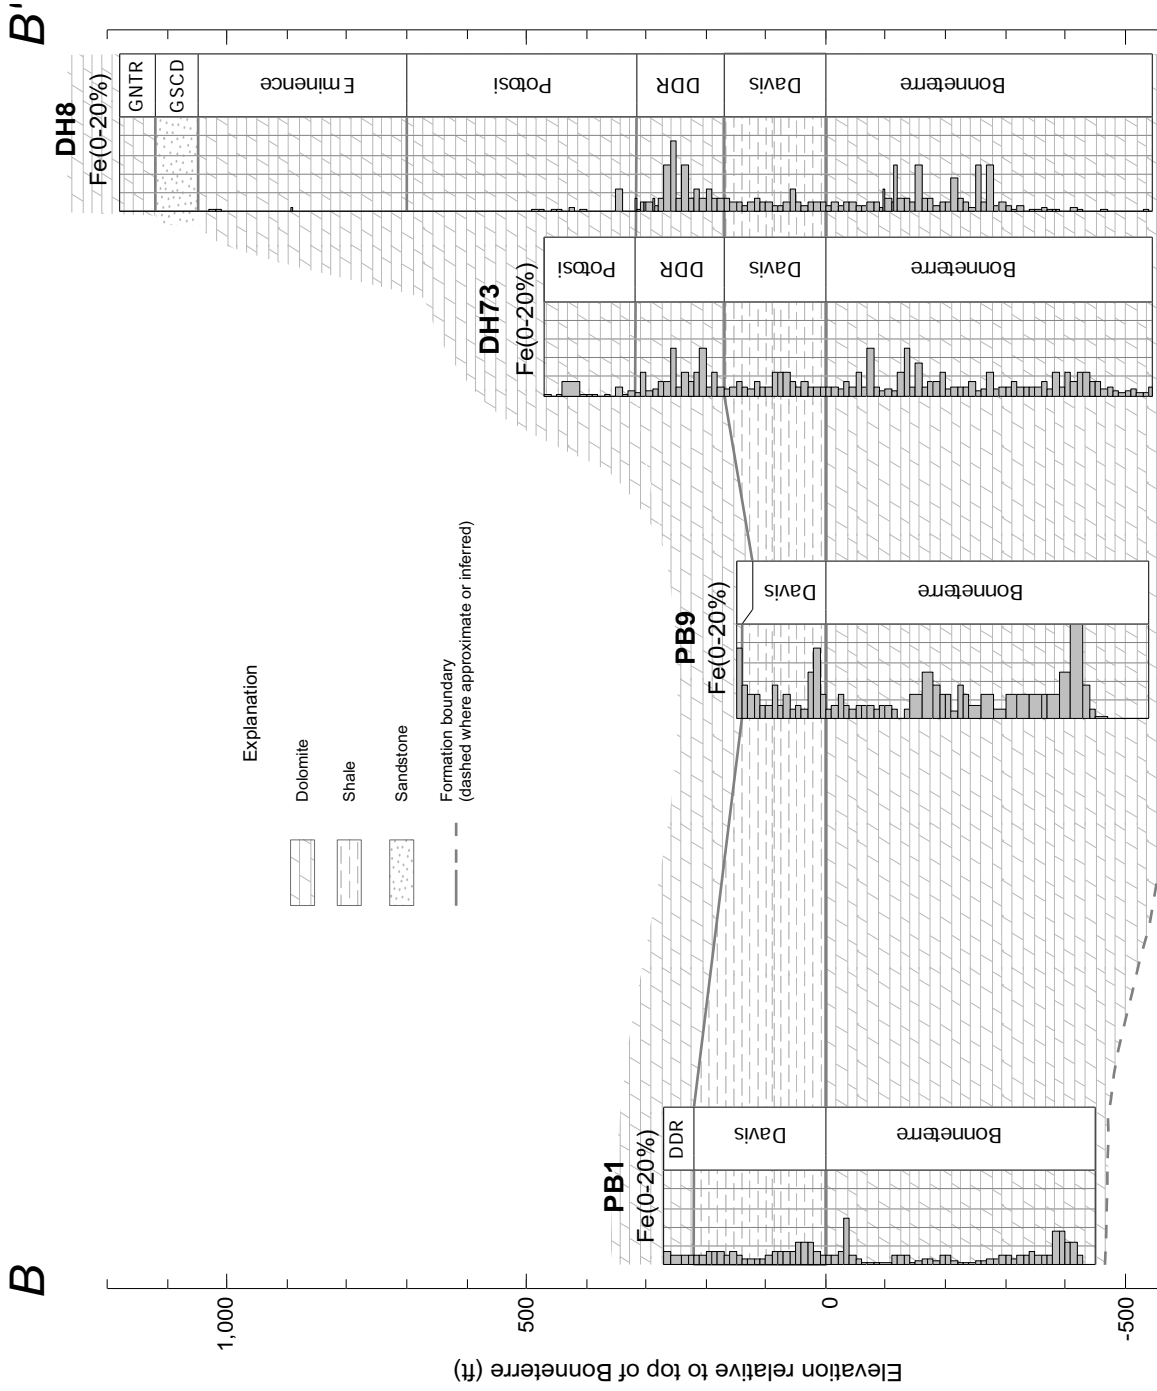 B
B'
DH8
Fe(0-20%)
GNTR
GSCD
Eminence
Potosi
DDR
Davis
Bonneterre
DH73
Fe(0-20%)
Potosi
DDR
Davis
Bonneterre
PB9
Fe(0-20%)
Davis
Bonneterre
PB1
Fe(0-20%)
DDR
Davis
Bonneterre
Explanation
Dolomite
Shale
Sandstone
Formation boundary
(dashed where approximate or inferred)
1,000
500
0
-500
Elevation relative to top of Bonneterre (ft)